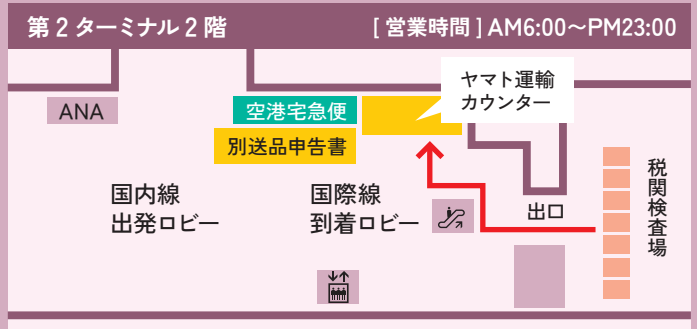 第2ターミナル2階
[ 営業時間 ] AM6:00〜PM23:00
ヤマト運輸
カウンター
ANA
空港宅急便
別送品申告書
国内線
出発ロビー
国際線
到着ロビー
出口
税関検査場